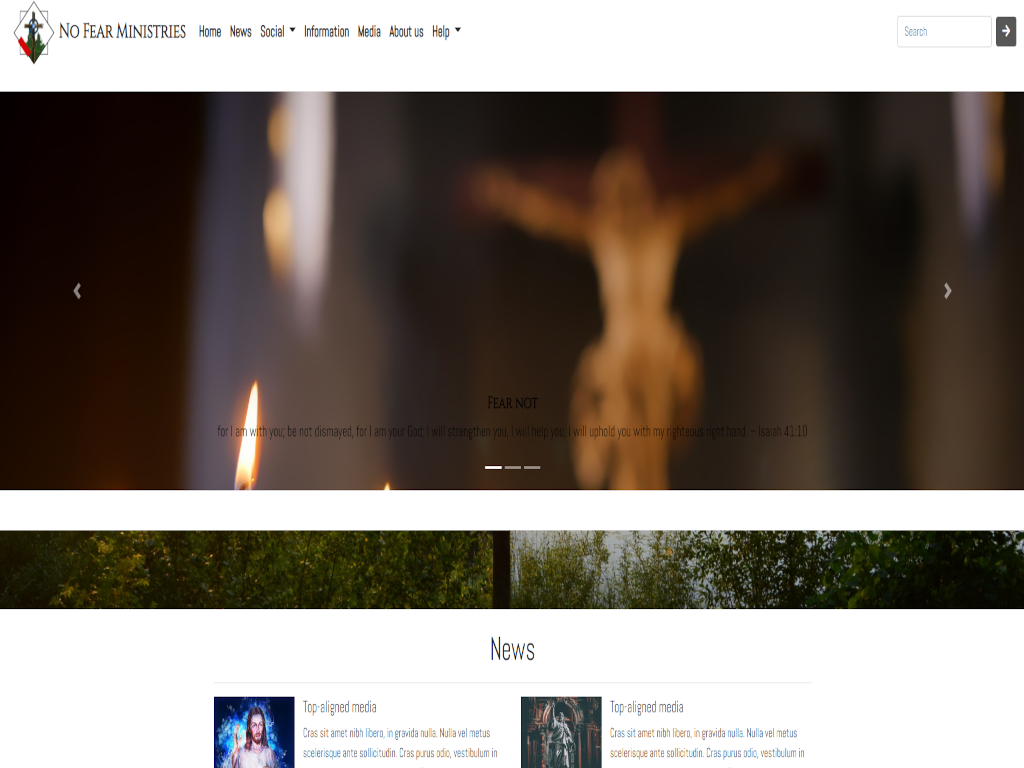 No Fear Ministries Home News Social Information Media About us Help Search
Fear not
for I am with you; be not dismayed, for I am your God; I will strengthen you, I will help you, I will uphold you with my righteous right hand. – Isaiah 41:10
News
Top-aligned media
Cras sit amet nibh libero, in gravida nulla. Nulla vel metus
scelerisque ante sollicitudin. Cras purus odio, vestibulum in
Top-aligned media
Cras sit amet nibh libero, in gravida nulla. Nulla vel metus
scelerisque ante sollicitudin. Cras purus odio, vestibulum in